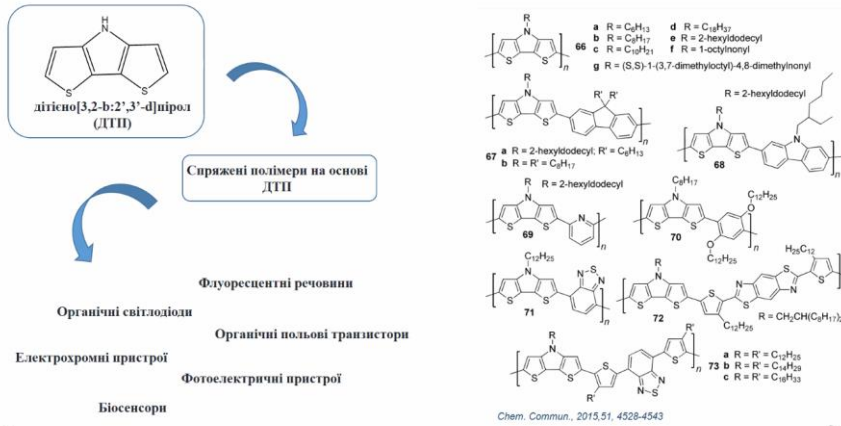 H
N
S
S
дітієно[3,2-b:2',3'-d]пірол
(ДТП)
Спряжені полімери на основі
ДТП
Флуоресцентні речовини
Органічні світлодіоди
Органічні польові транзистори
Електрохромні пристрої
Фотоелектричні пристрої
Біосенсори
R
N
S
S
n
66
a R = C6H13
b R = C8H17
c R = C10H21
d R = C18H37
e R = 2-hexyldodecyl
f R = 1-octylnonyl
g R = (S,S)-1-(3,7-dimethyloctyl)-4,8-dimethylnonyl
R
N
S
S
R' R'
n
67
a R = 2-hexyldodecyl; R' = C6H13
b R = R' = C8H17
R = 2-hexyldodecyl
R
N
S
S
N
n
68
R = 2-hexyldodecyl
R
N
S
S
N
n
69
C8H17
N
S
S
C12H25O
O
C12H25
n
70
C12H25
N
S
S
N S N
n
71
R
N
S
S
S
C12H25
S
N
N
S
H25C12
S
n
72
R = CH2CH(C8H17)2
R
N
S
S
S
R'
N S N
R'
S
n
73
a R = R' = C12H25
b R = R' = C14H29
c R = R' = C16H33
Chem. Commun., 2015,51, 4528-4543